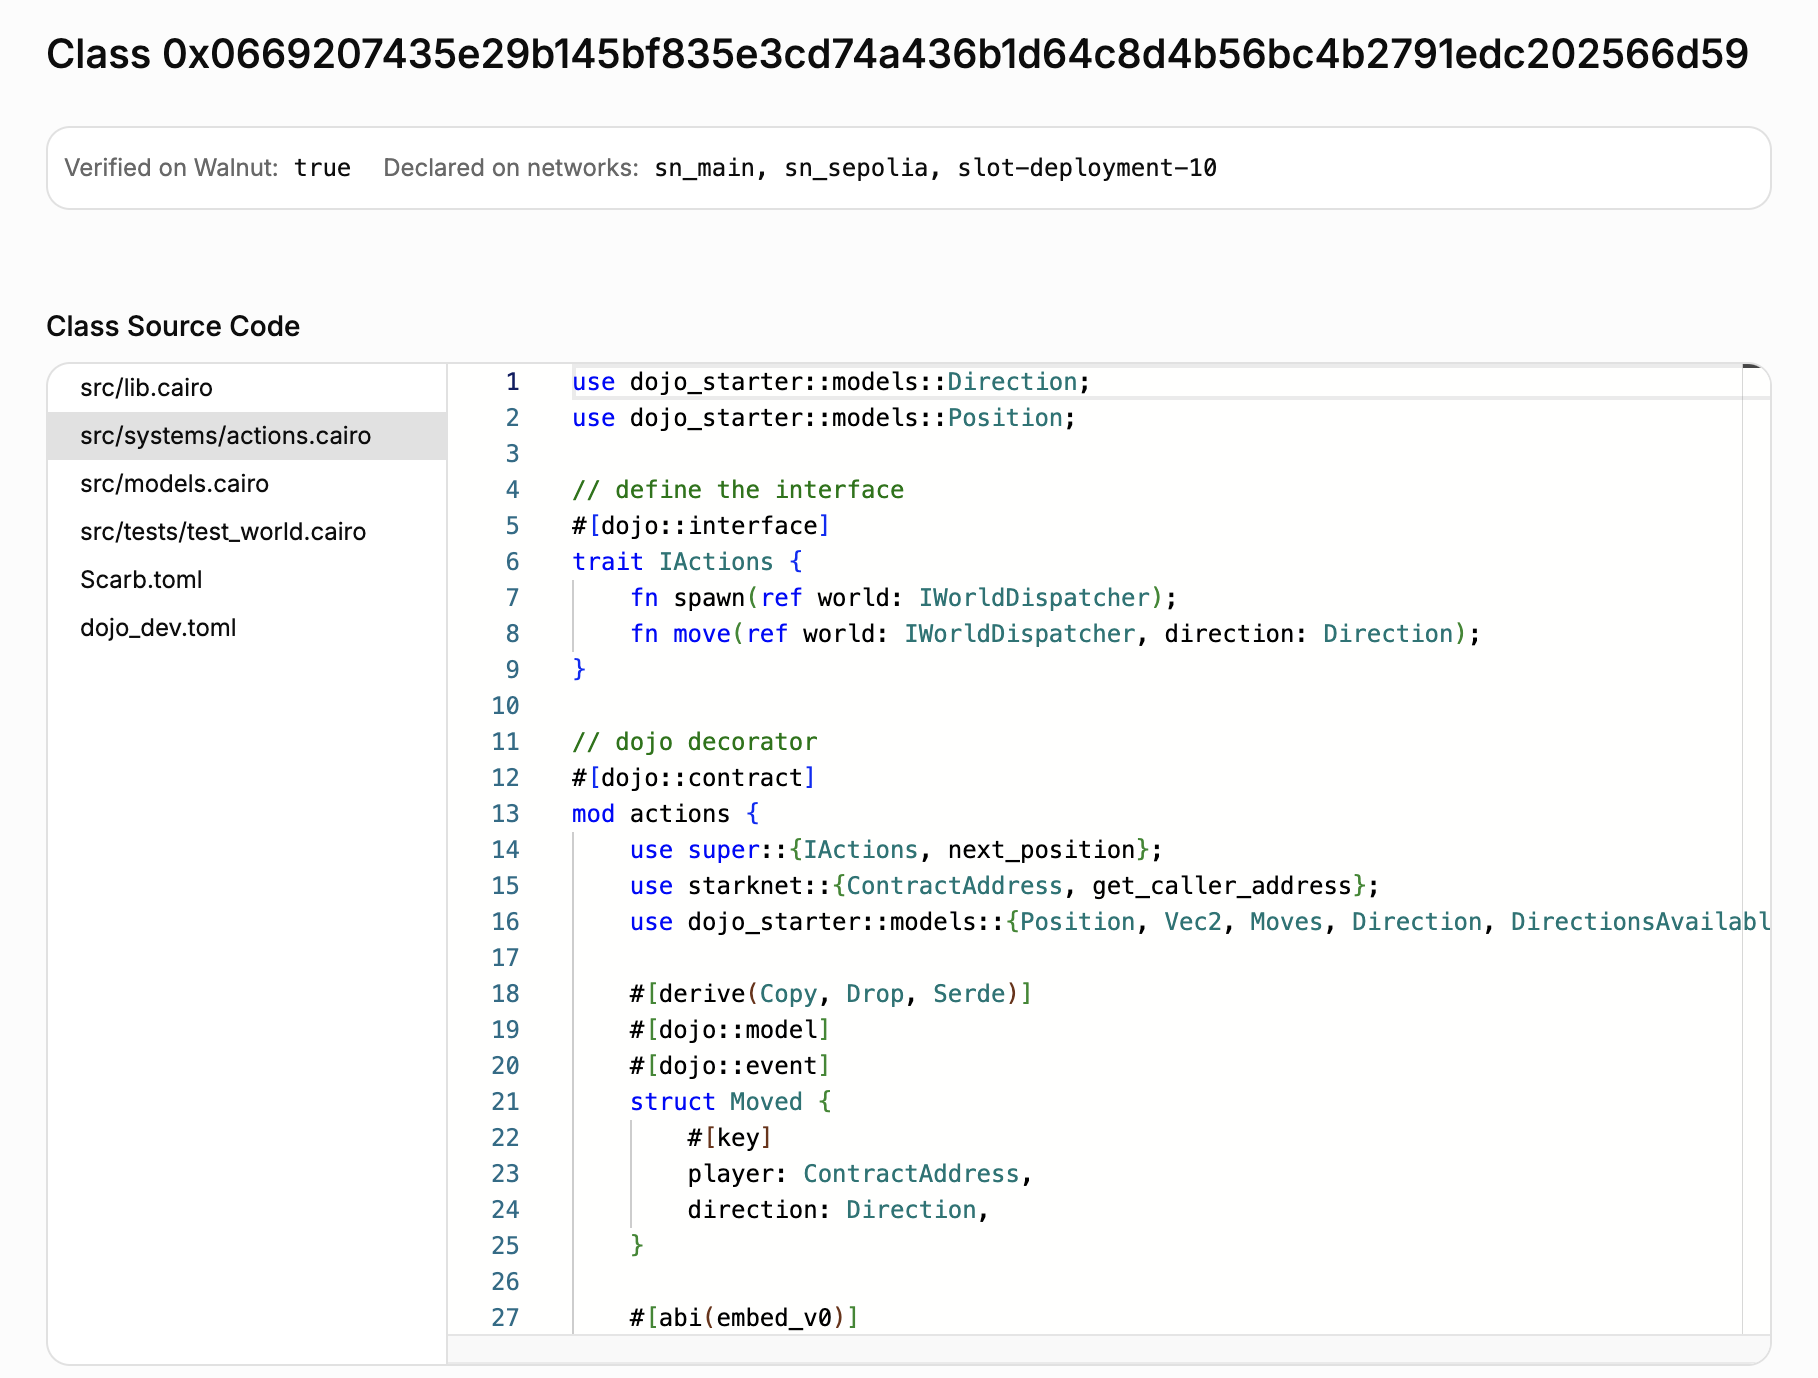 Class 0x0669207435e29b145bf835e3cd74a436b1d64c8d4b56bc4b2791edc202566d59
Verified on Walnut: true Declared on networks: sn_main, sn_sepolia, slot-deployment-10
Class Source Code
src/lib.cairo
src/systems/actions.cairo
src/models.cairo
src/tests/test_world.cairo
Scarb.toml
dojo_dev.toml
1 use dojo_starter::models::Direction;
2 use dojo_starter::models::Position;
3
4 // define the interface
5 #[dojo::interface]
6 trait IActions {
7     fn spawn(ref world: IWorldDispatcher);
8     fn move(ref world: IWorldDispatcher, direction: Direction);
9 }
10
11 // dojo decorator
12 #[dojo::contract]
13 mod actions {
14     use super::{IActions, next_position};
15     use starknet::{ContractAddress, get_caller_address};
16     use dojo_starter::models::{Position, Vec2, Moves, Direction, DirectionsAvailabl
17
18     #[derive(Copy, Drop, Serde)]
19     #[dojo::model]
20     #[dojo::event]
21     struct Moved {
22         #[key]
23         player: ContractAddress,
24         direction: Direction,
25     }
26
27     #[abi(embed_v0)]